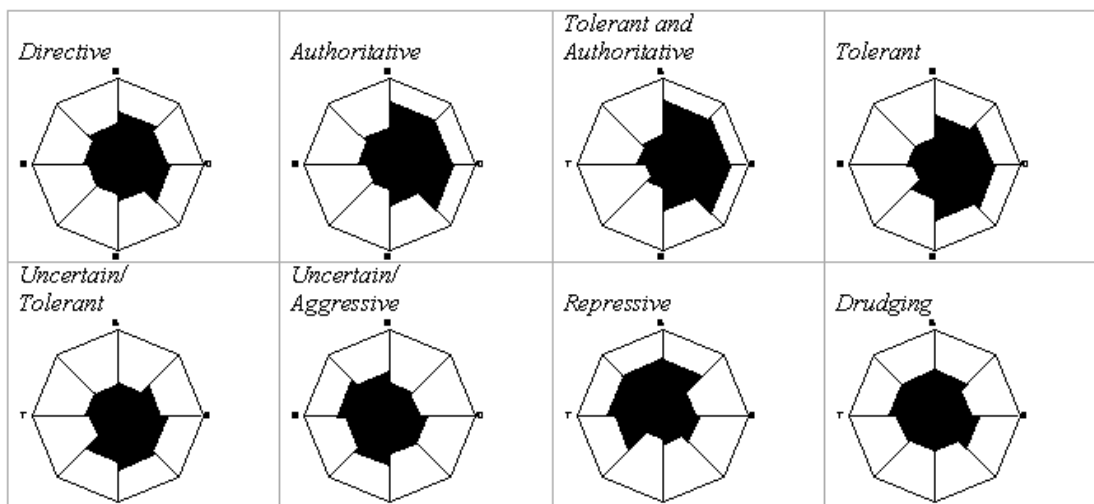 Directive
Authoritative
Tolerant and
Authoritative
Tolerant
Uncertain/
Tolerant
Uncertain/
Aggressive
Repressive
Drudging